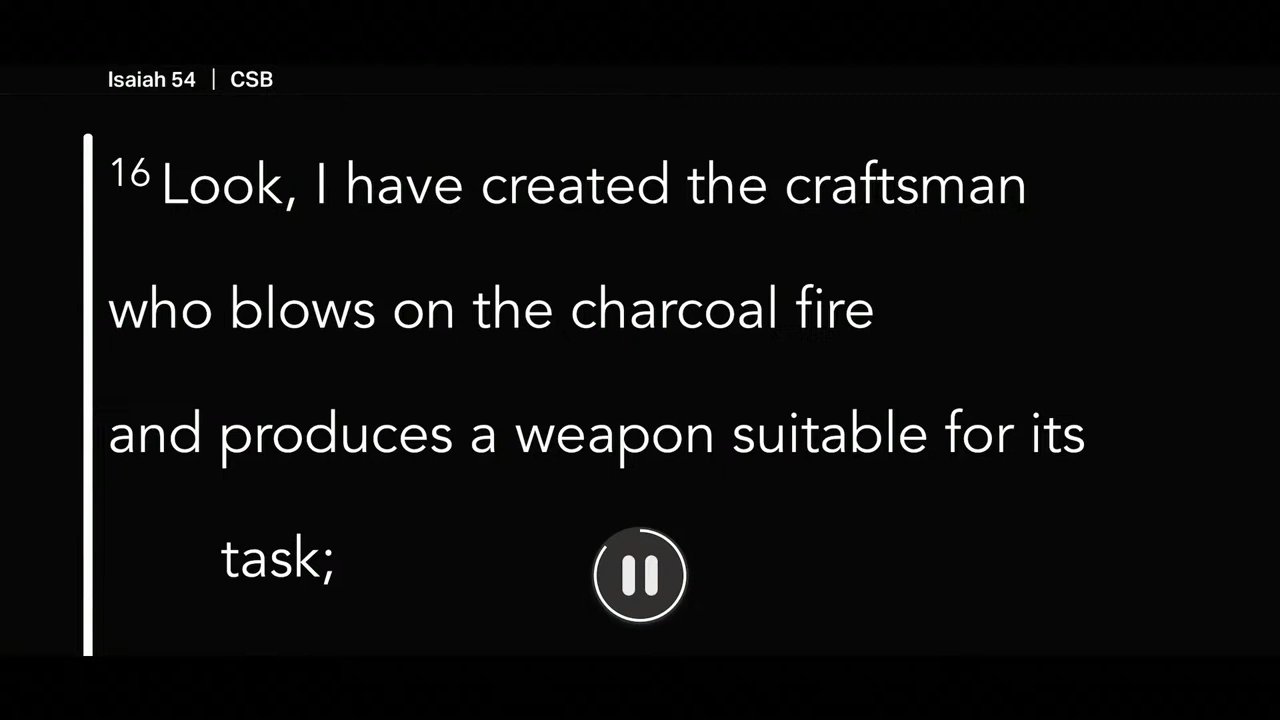 Isaiah 54 | CSB
16 Look, I have created the craftsman
who blows on the charcoal fire
and produces a weapon suitable for its
task;